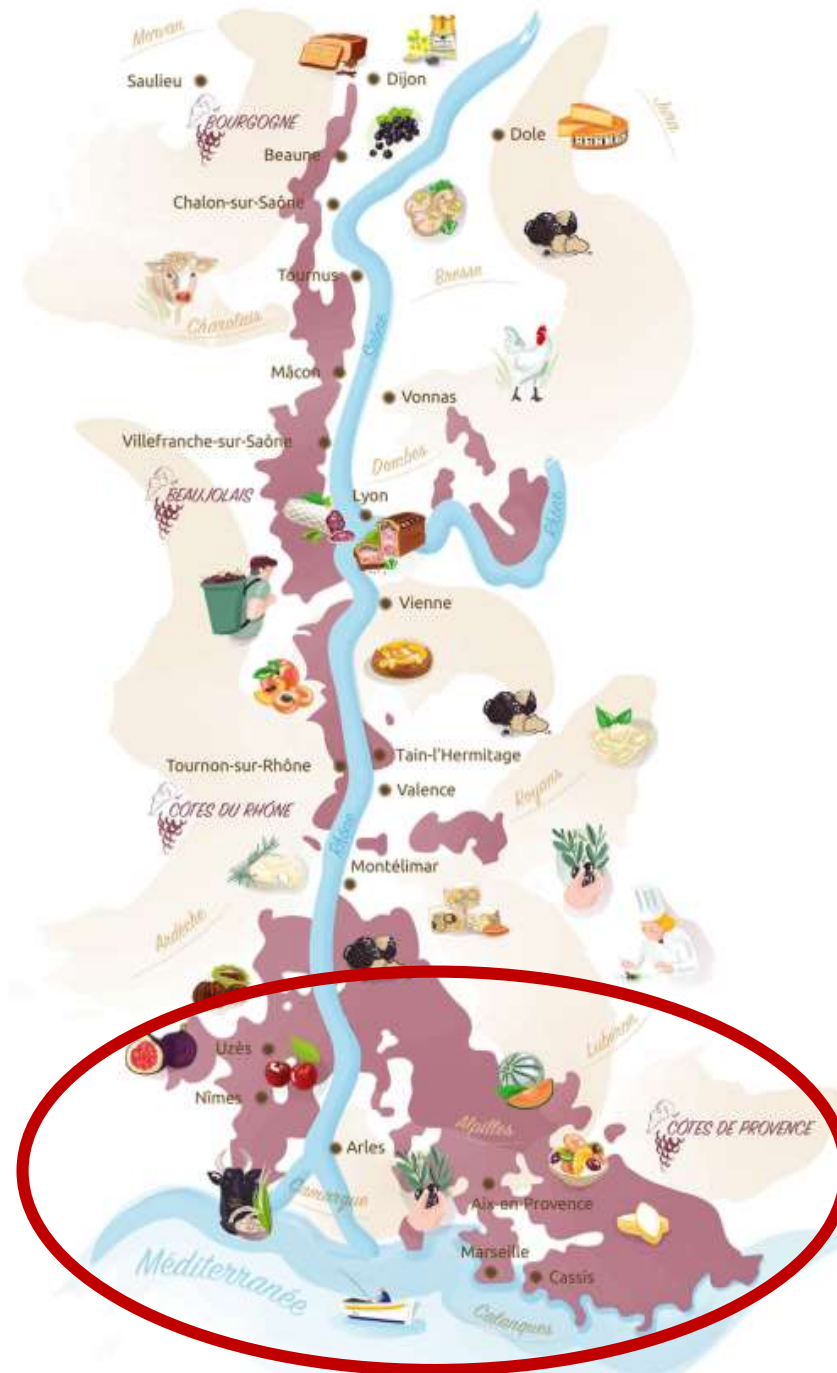 Morvan
Saulieu
Dijon
BOURGOGNE
Dole
Jura
Beaune
Chalon-sur-Saône
Tournus
Bresse
Saône
Charolais
Mâcon
Vonnas
Villefranche-sur-Saône
Dombes
BEAUJOLAIS
Lyon
Rhône
Vienne
Tain-l'Hermitage
Tournon-sur-Rhône
Valence
Royans
CÔTES DU RHÔNE
Rhône
Montélimar
Ardèche
Luberon
Uzès
Nîmes
Alpilles
CÔTES DE PROVENCE
Arles
Camargue
Aix-en-Provence
Marseille
Méditerranée
Cassis
Calanques